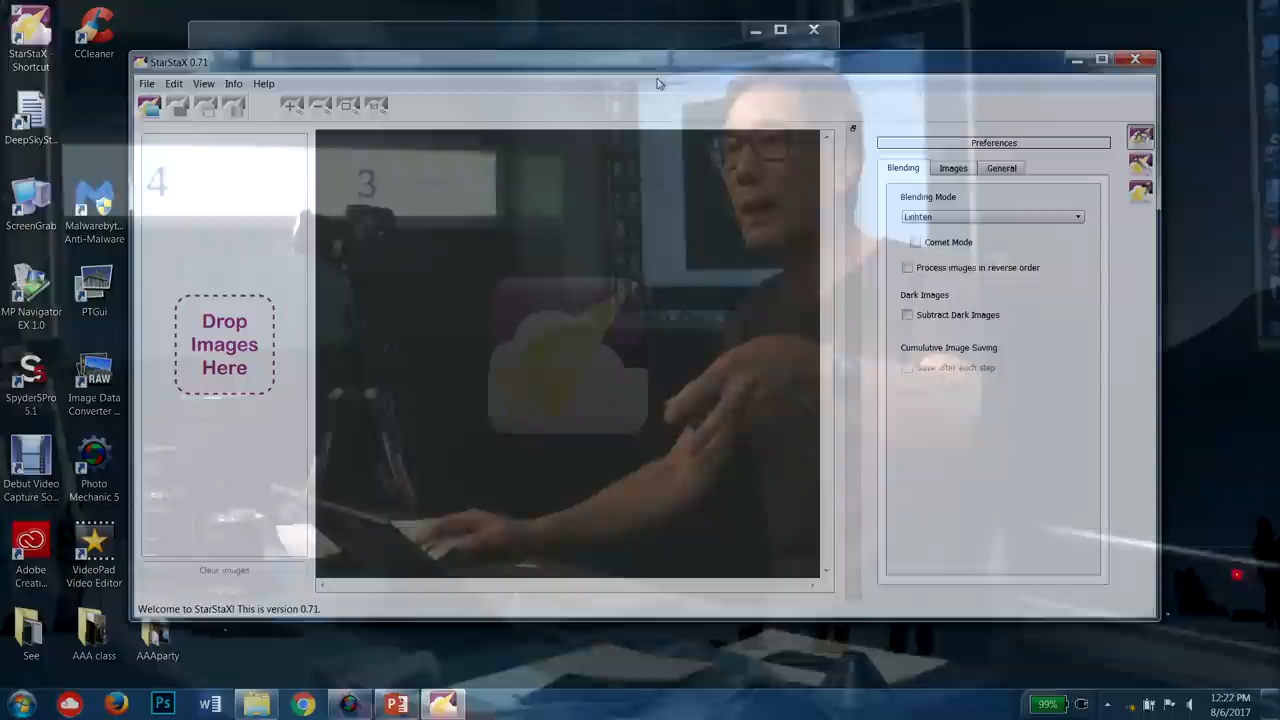 StarStaX -
Shortcut
CCleaner
StarStaX 0.71
File Edit View Info Help
DeepSkySt...
4
3
Preferences
Blending Images General
Blending Mode
Lighten
Comet Mode
Process images in reverse order
Dark Images
Subtract Dark Images
Cumulative Image Saving
Save after each step
Drop
Images
Here
Clear images
Welcome to StarStaX! This is version 0.71.
ScreenGrab
Malwarebyt...
Anti-Malware
MP Navigator
EX 1.0
PTGui
S
5
RAW
Spyder5Pro
5.1
Image Data
Converter ...
Debut Video
Capture So...
Photo
Mechanic 5
Adobe
Creati...
VideoPad
Video Editor
See
AAA class
AAAparty
Ps
W
P
99%
12:22 PM
8/6/2017